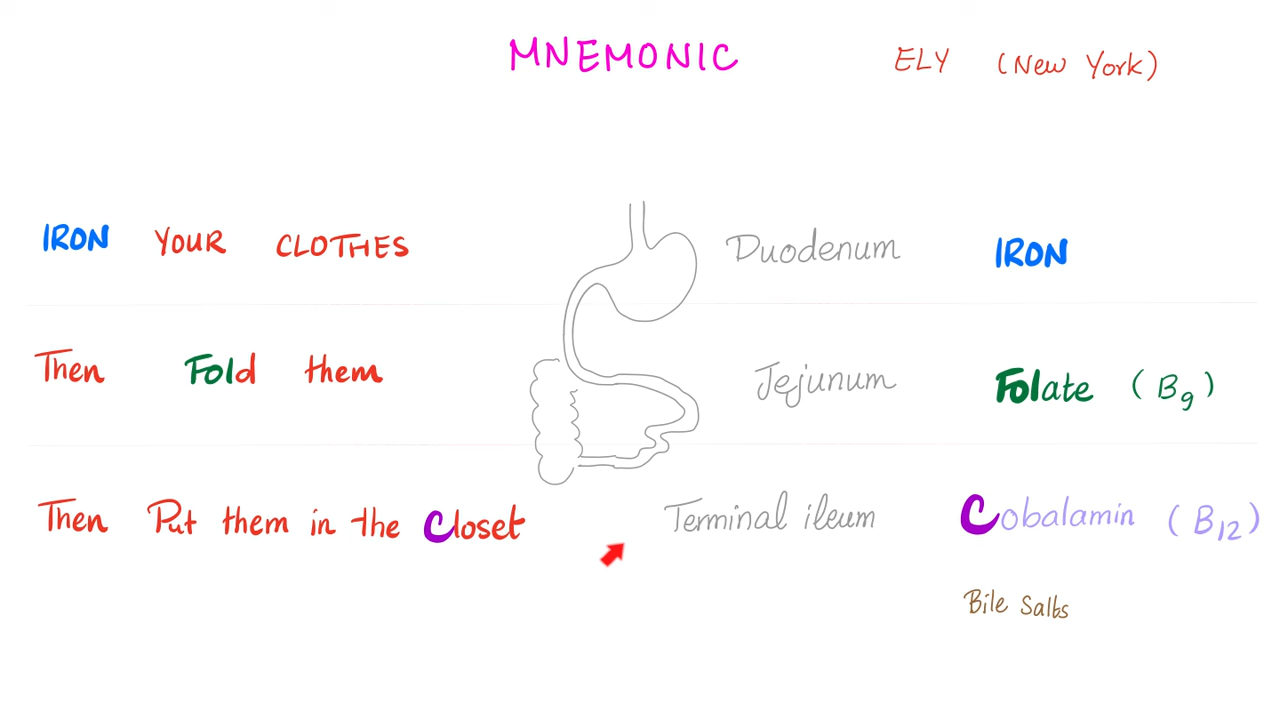 MNEMONIC ELY (New York)
IRON YOUR CLOTHES Duodenum IRON
Then Fold them Jejunum Folate (B9)
Then Put them in the Closet Terminal ileum Cobalamin (B12)
Bile Salts